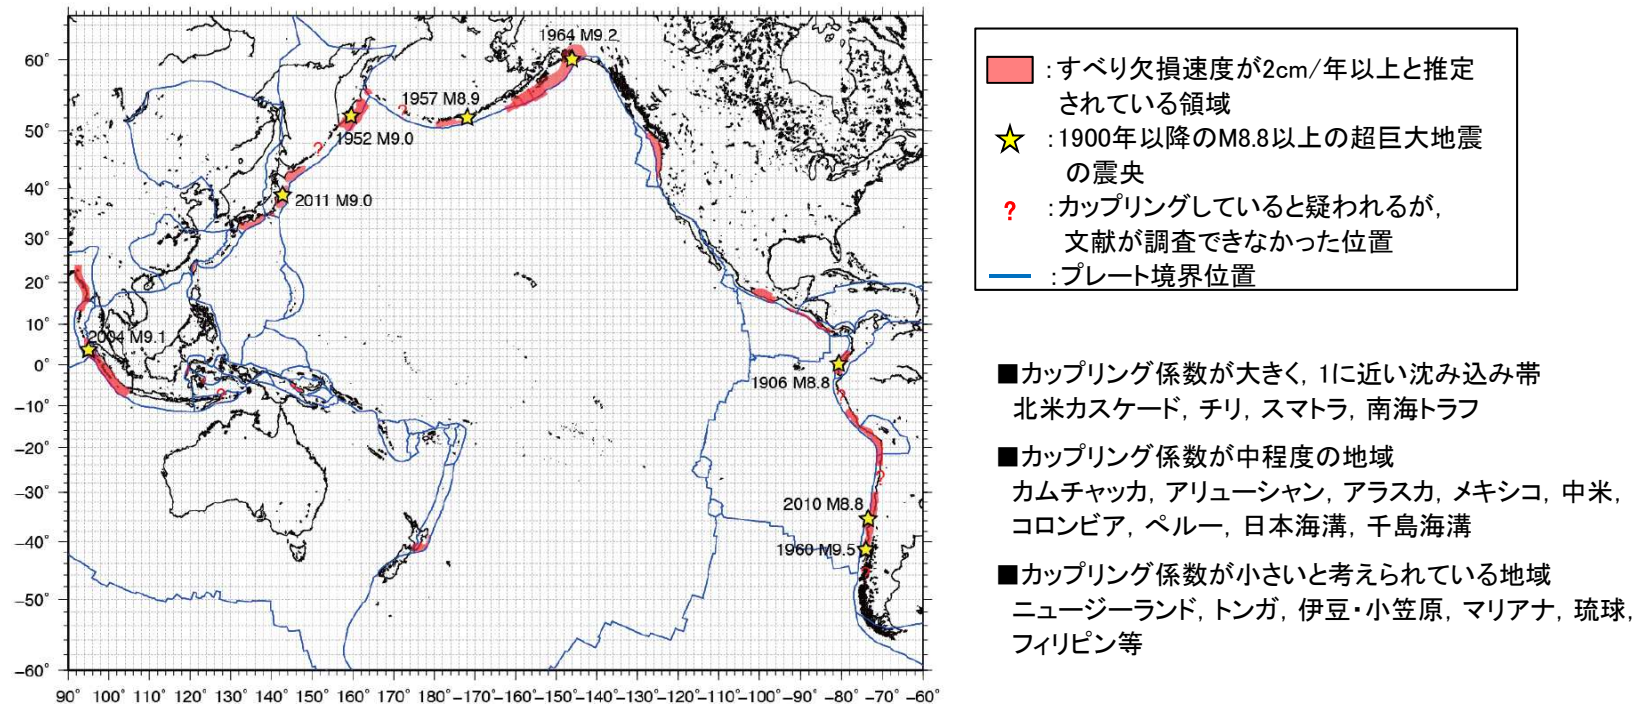 1964 M9.2
1957 M8.9
1952 M9.0
2011 M9.0
2004 M9.1
1906 M8.8
2010 M8.8
1960 M9.5
?
?
?
?
?
?
?
60°
50°
40°
30°
20°
10°
0°
−10°
−20°
−30°
−40°
−50°
−60°
90° 100° 110° 120° 130° 140° 150° 160° 170° 180° −170° −160° −150° −140° −130° −120° −110° −100° −90° −80° −70° −60°
：すべり欠損速度が2cm/年以上と推定
されている領域
：1900年以降のM8.8以上の超巨大地震
の震央
? ：カップリングしていると疑われるが，
文献が調査できなかった位置
：プレート境界位置
■カップリング係数が大きく，1に近い沈み込み帯
北米カスケード，チリ，スマトラ，南海トラフ
■カップリング係数が中程度の地域
カムチャッカ，アリューシャン，アラスカ，メキシコ，中米，
コロンビア，ペルー，日本海溝，千島海溝
■カップリング係数が小さいと考えられている地域
ニュージーランド，トンガ，伊豆・小笠原，マリアナ，琉球，
フィリピン等